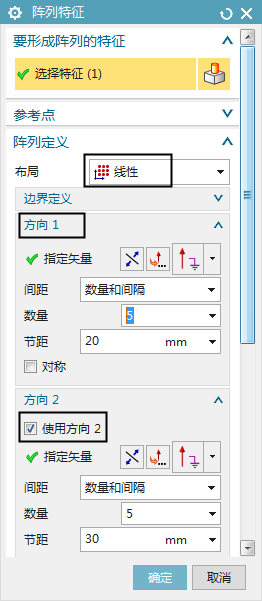 阵列特征
要形成阵列的特征
选择特征 (1)
参考点
阵列定义
布局 线性
边界定义
方向 1
指定矢量
间距 数量和间隔
数量 5
节距 20 mm
对称
方向 2
使用方向 2
指定矢量
间距 数量和间隔
数量 5
节距 30 mm
确定 取消